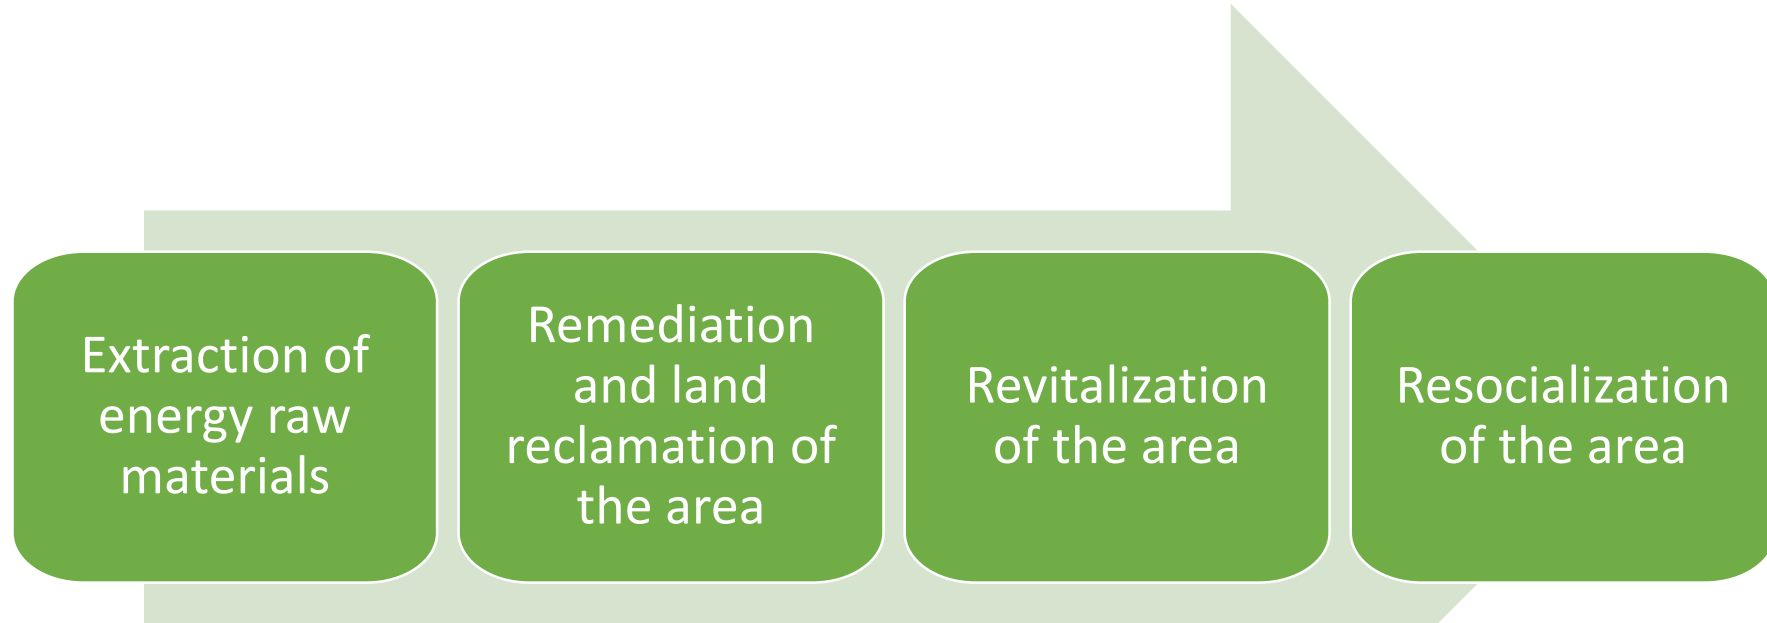 Extraction of
energy raw
materials
Remediation
and land
reclamation of
the area
Revitalization
of the area
Resocialization
of the area